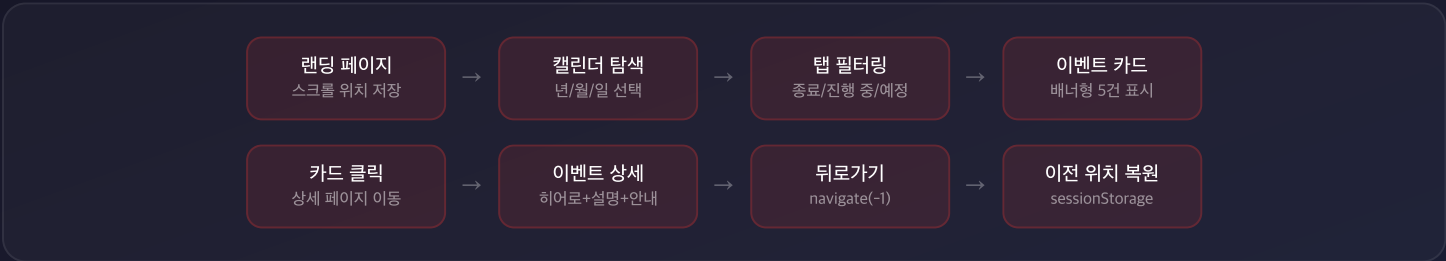 랜딩 페이지
스크롤 위치 저장
→
캘린더 탐색
년/월/일 선택
→
탭 필터링
종료/진행 중/예정
→
이벤트 카드
배너형 5건 표시
카드 클릭
상세 페이지 이동
→
이벤트 상세
히어로+설명+안내
→
뒤로가기
navigate(-1)
→
이전 위치 복원
sessionStorage